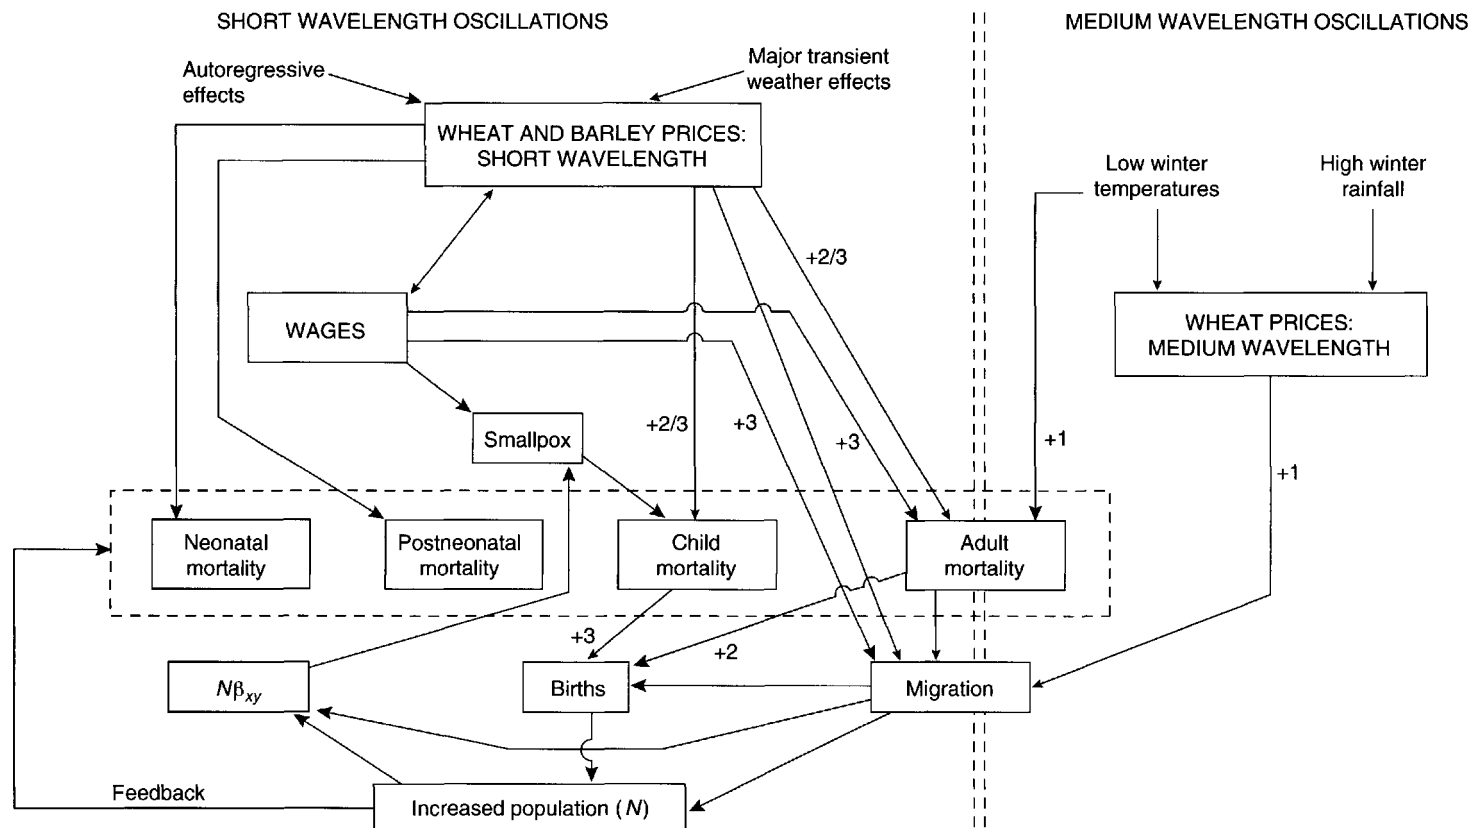 SHORT WAVELENGTH OSCILLATIONS
MEDIUM WAVELENGTH OSCILLATIONS
Autoregressive
effects
Major transient
weather effects
WHEAT AND BARLEY PRICES:
SHORT WAVELENGTH
Low winter
temperatures
High winter
rainfall
+2/3
WAGES
WHEAT PRICES:
MEDIUM WAVELENGTH
Smallpox
+2/3
+3
+3
+1
+1
Neonatal
mortality
Postneonatal
mortality
Child
mortality
Adult
mortality
+3
+2
Nβxy
Births
Migration
Feedback
Increased population (N)